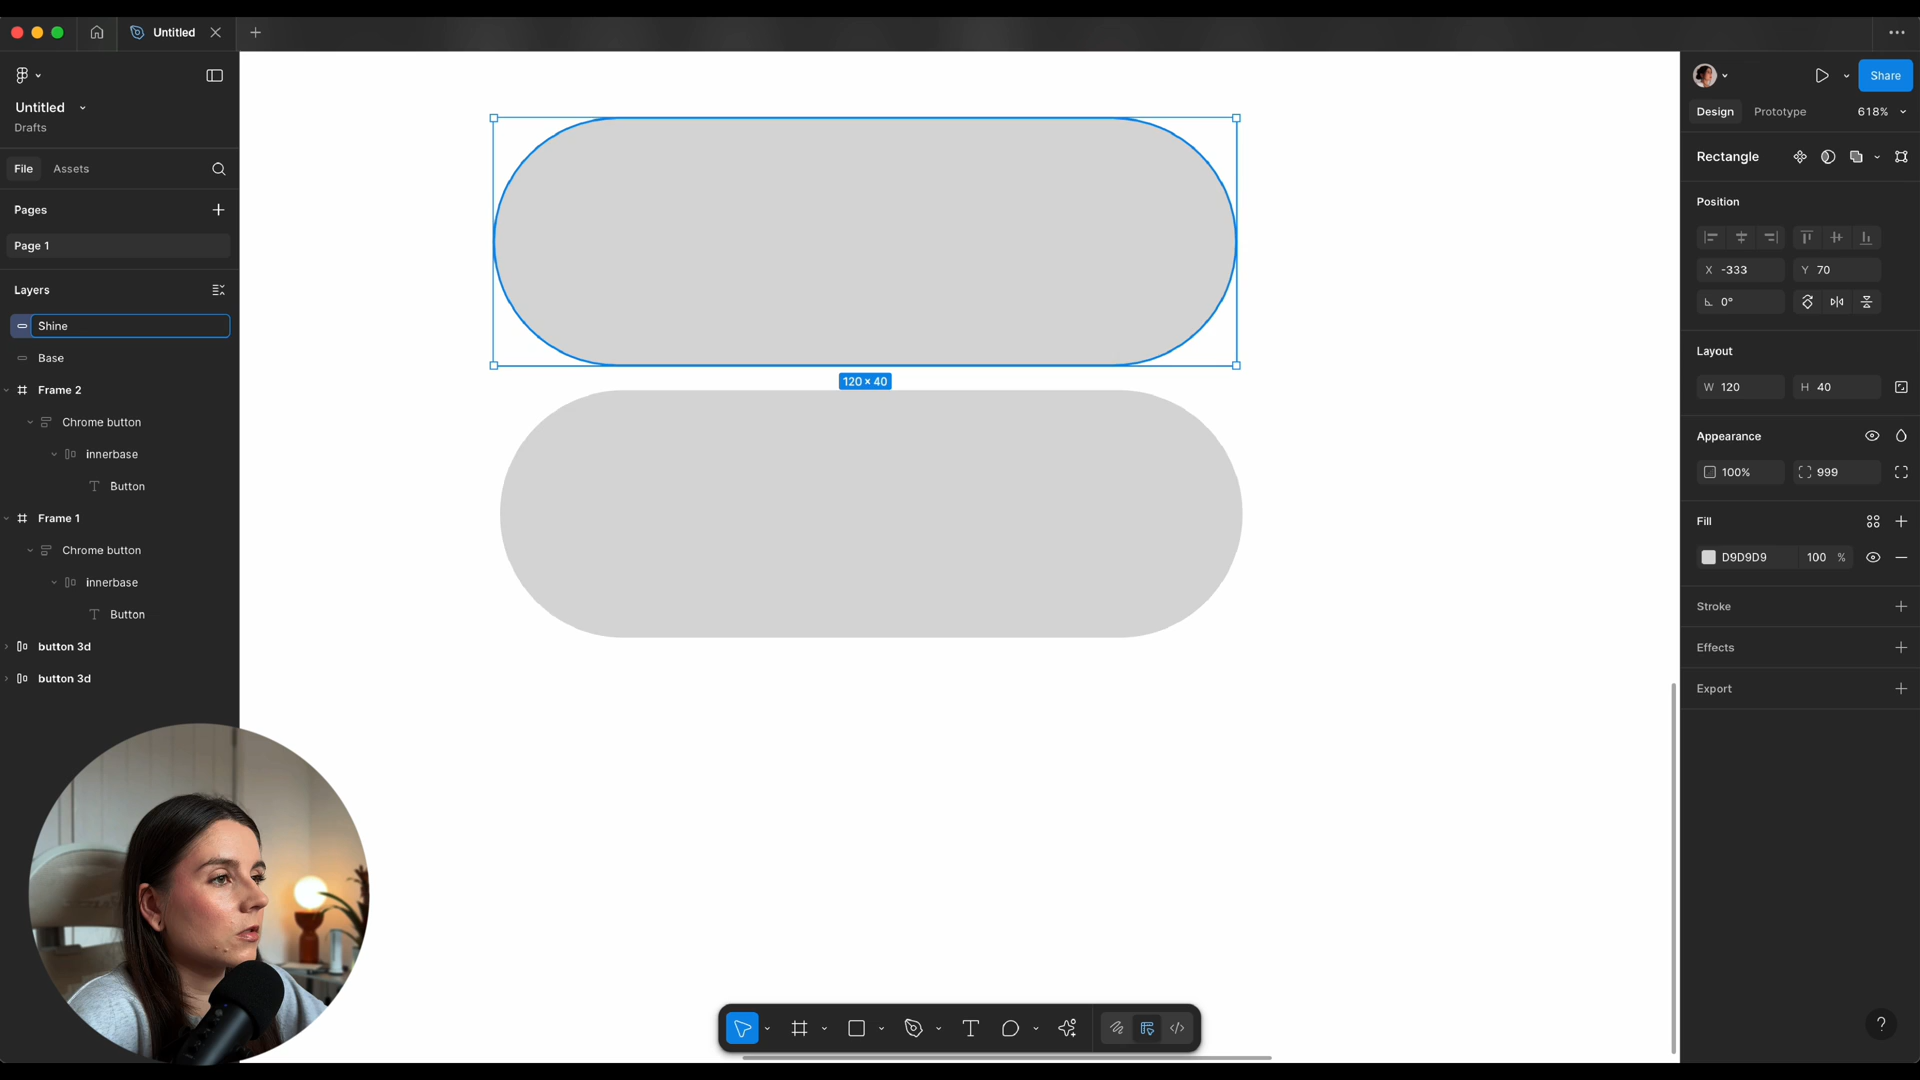 Untitled
Untitled
Drafts
File
Assets
Pages
Page 1
Layers
Shine
Base
Frame 2
Chrome button
innerbase
Button
Frame 1
Chrome button
innerbase
Button
button 3d
button 3d
120 × 40
Share
Design
Prototype
618%
Rectangle
Position
X -333
Y 70
0°
Layout
W 120
H 40
Appearance
100%
999
Fill
D9D9D9
100 %
Stroke
Effects
Export
?